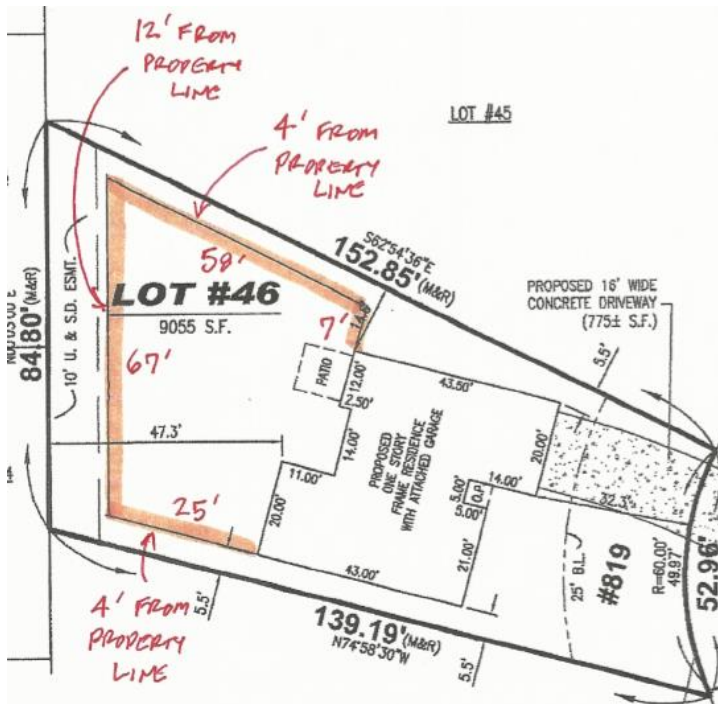 12' FROM
PROPERTY
LINE
LOT #45
4' FROM
PROPERTY
LINE
S62°54'36"E
152.85' (M&R)
58'
PROPOSED 16' WIDE
CONCRETE DRIVEWAY
(775± S.F.)
LOT #46
9055 S.F.
7'
14.8'
5.5'
84.80' (M&R)
10' U. & S.D. ESMT.
67'
PATIO
12.00'
2.50'
43.50'
47.3'
14.00'
11.00'
20.00'
PROPOSED
ONE STORY
FRAME RESIDENCE
WITH ATTACHED GARAGE
5.00'
O.P.
5.00'
14.00'
20.00'
32.3'
25'
21.00'
43.00'
25' B.L.
#819
R=60.00'
49.97'
52.96'
4' FROM
PROPERTY
LINE
5.5'
139.19' (M&R)
N74°58'30"W
5.5'